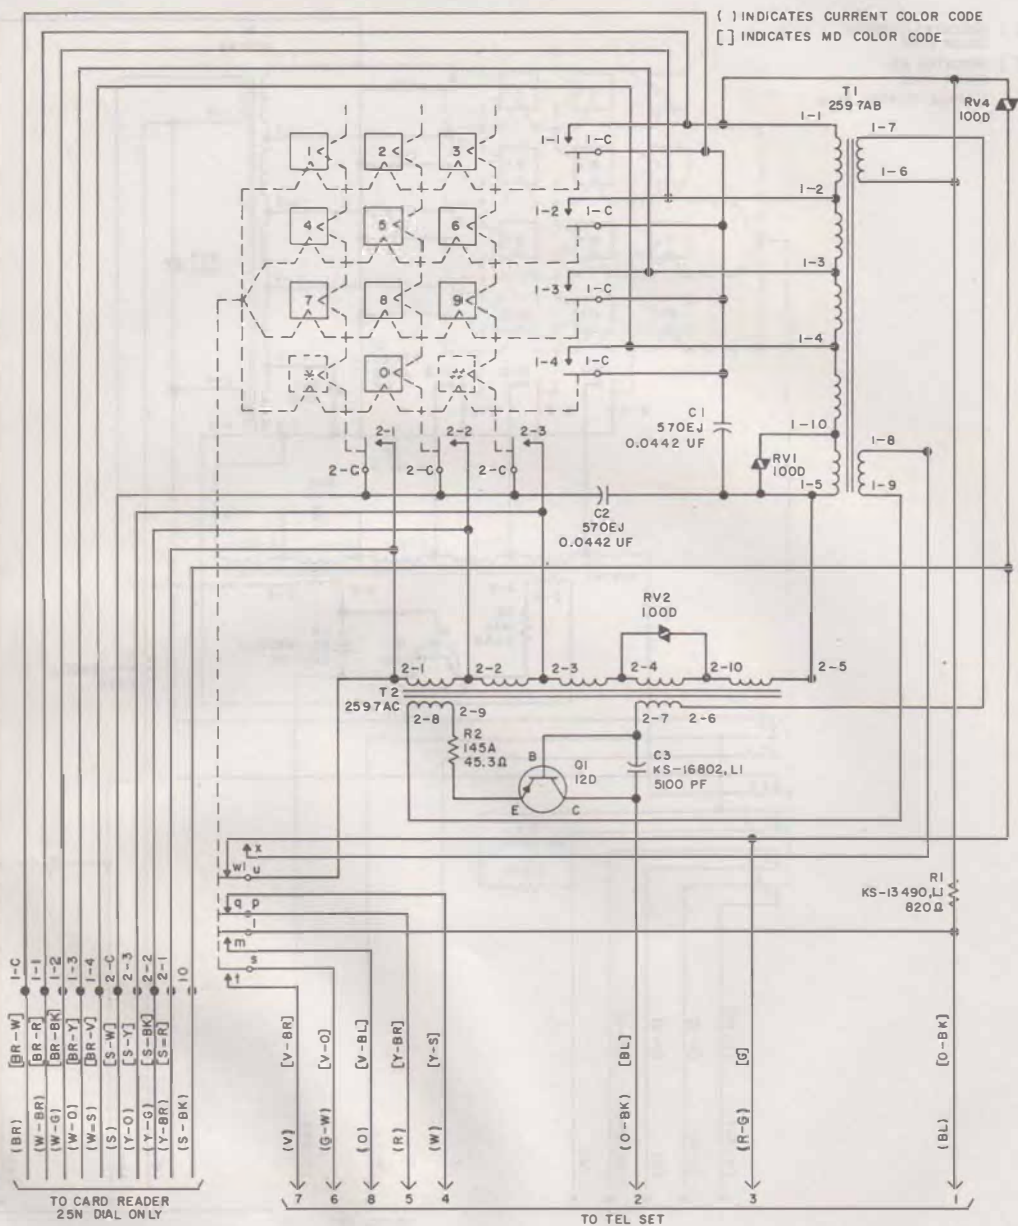 ( ) INDICATES CURRENT COLOR CODE
[ ] INDICATES MD COLOR CODE
T1
2597AB
RV4
100D
1-1
1-7
1-6
1-1
1-C
1
2
3
1-2
1-2
1-C
4
5
6
1-3
1-3
1-C
7
8
9
1-4
1-4
1-C
*
0
#
C1
570EJ
0.0442 UF
1-10
1-8
RV1
100D
1-5
1-9
2-1
2-2
2-3
2-C
2-C
2-C
C2
570EJ
0.0442 UF
RV2
100D
2-1
2-2
2-3
2-4
2-10
2-5
T2
2597AC
2-8
2-9
2-7
2-6
R2
145A
45.3Ω
B
Q1
12D
E
C
C3
KS-16802, L1
5100 PF
x
w1
u
q
p
l
m
s
t
R1
KS-13490, L1
820Ω
1-C
1-1
1-2
1-3
1-4
2-C
2-3
2-2
2-1
10
[BR-W]
[BR-R]
[BR-BK]
[BR-Y]
[BR-V]
[S-W]
[S-Y]
[S-BK]
[S=R]
[V-BR]
[V-O]
[V-BL]
[Y-BR]
[Y-S]
[BL]
[G]
[O-BK]
(BR)
(W-BR)
(W-G)
(W-O)
(W=S)
(S)
(Y-O)
(Y-G)
(Y-BR)
(S-BK)
(V)
(G-W)
(O)
(R)
(W)
(O-BK)
(R-G)
(BL)
TO CARD READER
25N DIAL ONLY
7
6
8
5
4
2
3
1
TO TEL SET